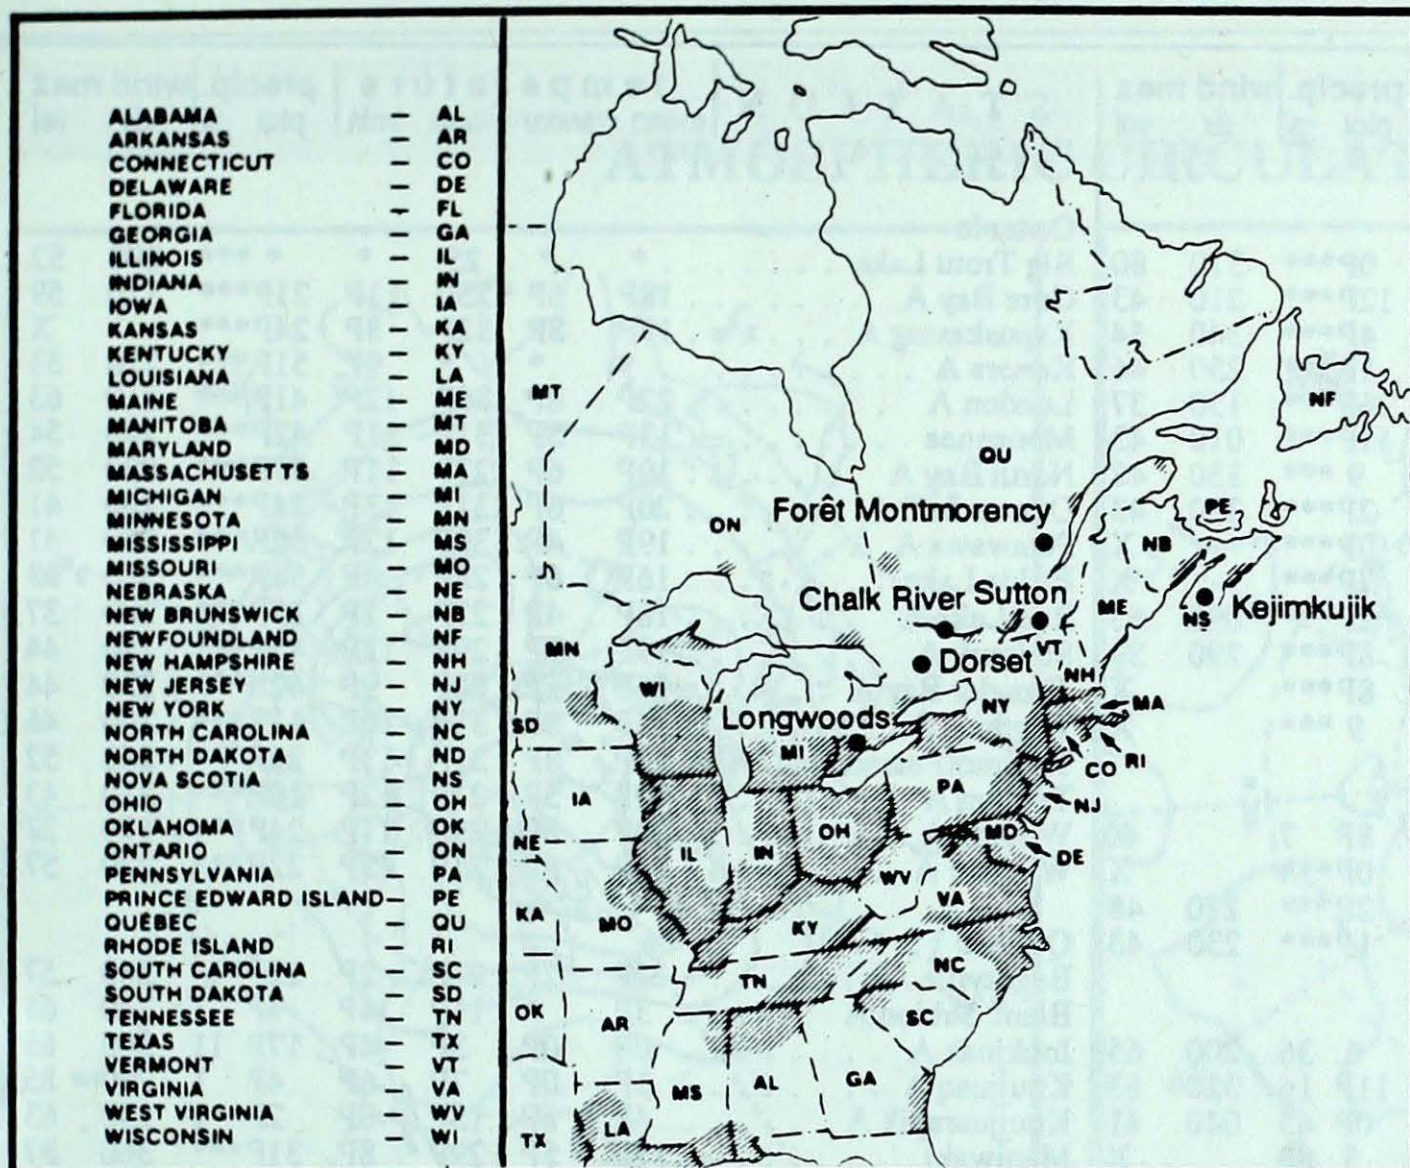 ALABAMA – AL
ARKANSAS – AR
CONNECTICUT – CO
DELAWARE – DE
FLORIDA – FL
GEORGIA – GA
ILLINOIS – IL
INDIANA – IN
IOWA – IA
KANSAS – KA
KENTUCKY – KY
LOUISIANA – LA
MAINE – ME
MANITOBA – MT
MARYLAND – MD
MASSACHUSETTS – MA
MICHIGAN – MI
MINNESOTA – MN
MISSISSIPPI – MS
MISSOURI – MO
NEBRASKA – NE
NEW BRUNSWICK – NB
NEWFOUNDLAND – NF
NEW HAMPSHIRE – NH
NEW JERSEY – NJ
NEW YORK – NY
NORTH CAROLINA – NC
NORTH DAKOTA – ND
NOVA SCOTIA – NS
OHIO – OH
OKLAHOMA – OK
ONTARIO – ON
PENNSYLVANIA – PA
PRINCE EDWARD ISLAND – PE
QUÉBEC – QU
RHODE ISLAND – RI
SOUTH CAROLINA – SC
SOUTH DAKOTA – SD
TENNESSEE – TN
TEXAS – TX
VERMONT – VT
VIRGINIA – VA
WEST VIRGINIA – WV
WISCONSIN – WI
MT
NF
QU
Forêt Montmorency
ON
PE
NB
Chalk River
Sutton
ME
NS
Kejimkujik
MN
Dorset
VT
NH
WI
NY
MA
SD
Longwoods
MI
CO
RI
IA
PA
NJ
NE
IL
IN
OH
MD
DE
WV
KA
MO
KY
VA
TN
NC
OK
AR
SC
MS
AL
GA
TX
LA